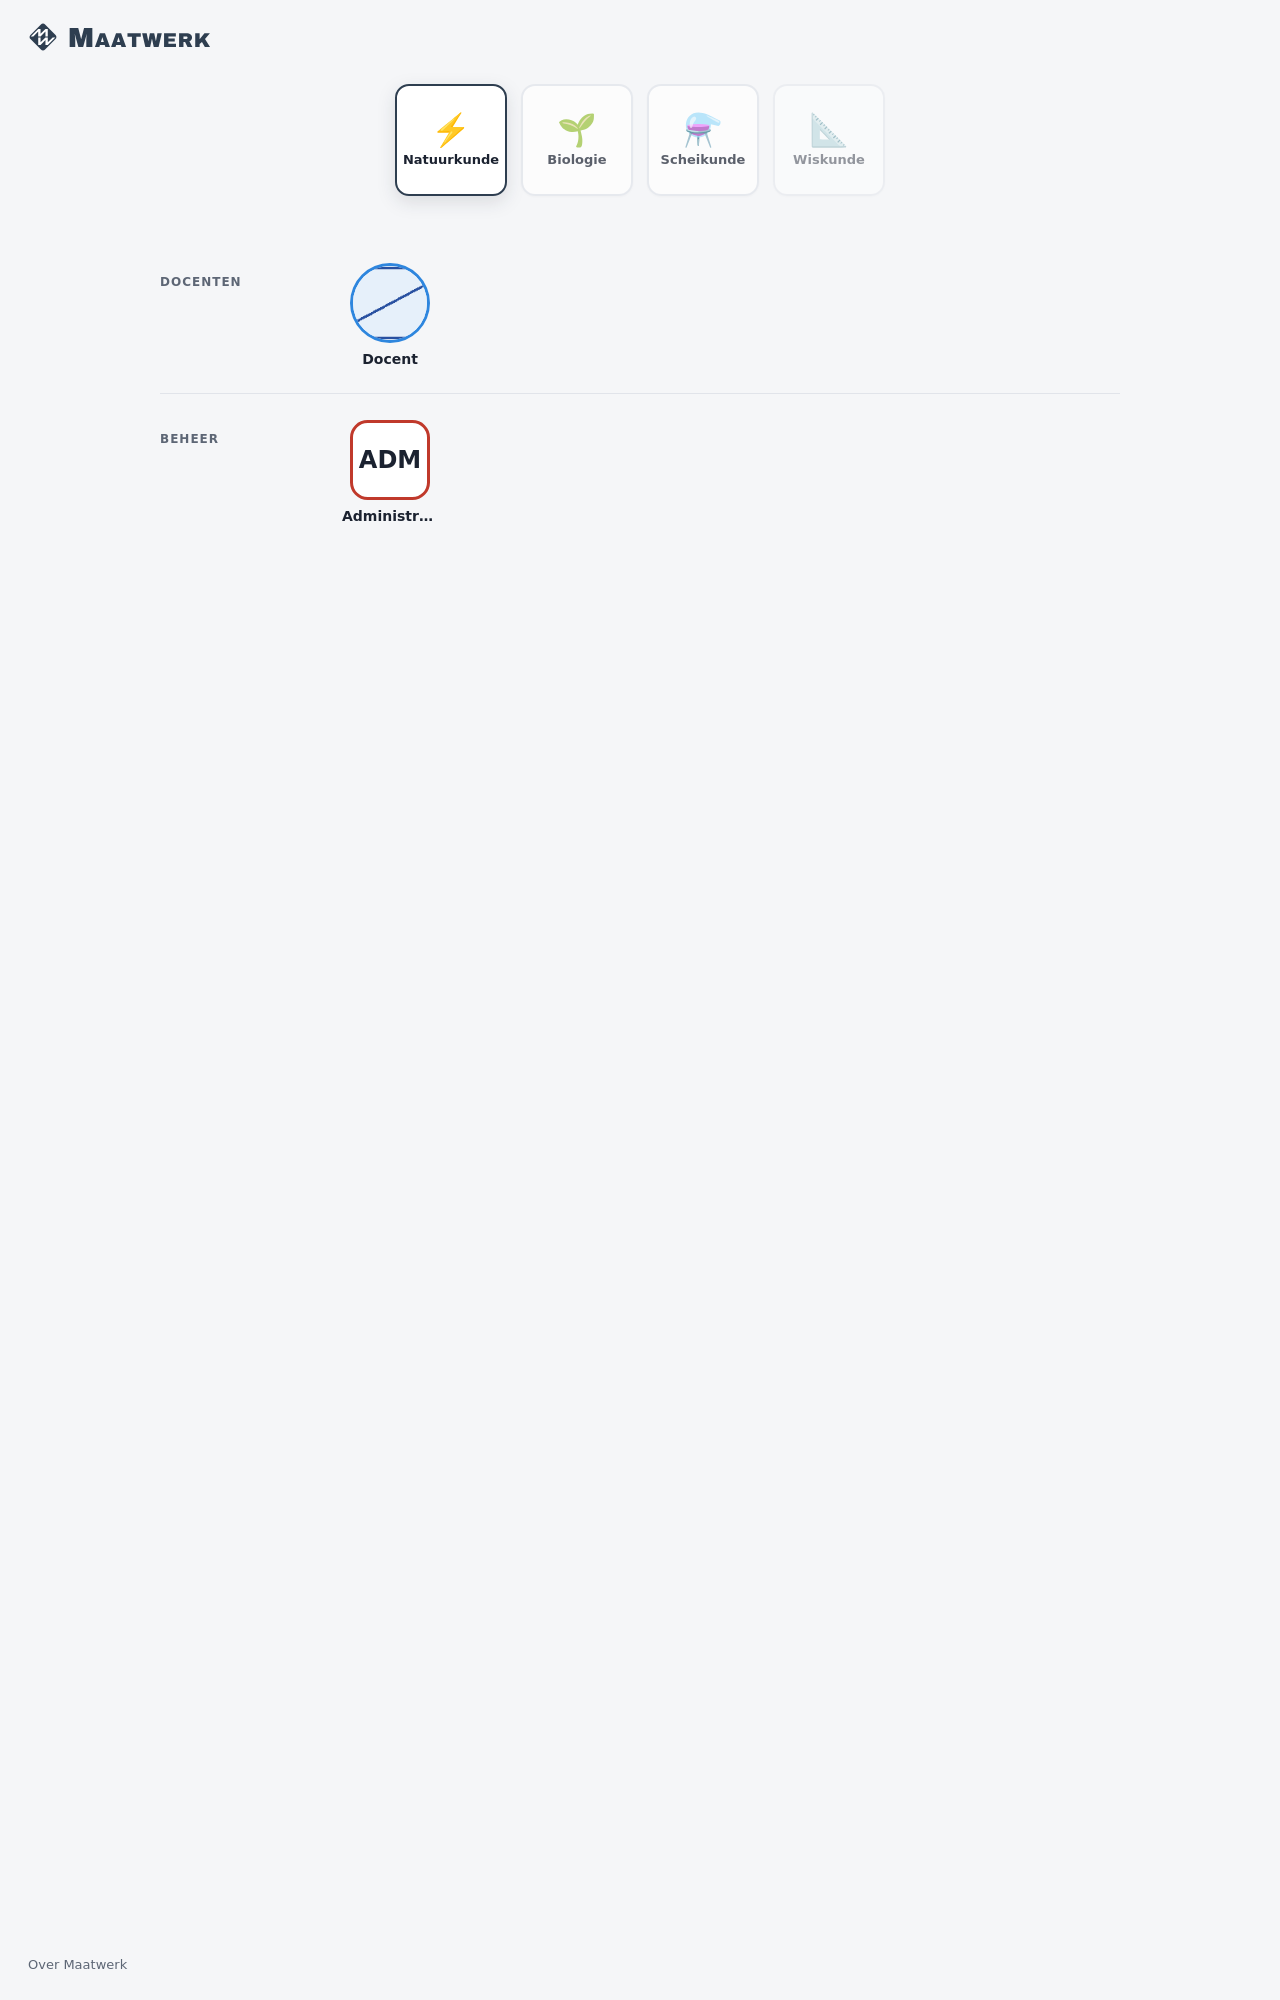 Maatwerk
Natuurkunde
Biologie
Scheikunde
Wiskunde
DOCENTEN
Docent
BEHEER
ADM
Administr…
Over Maatwerk